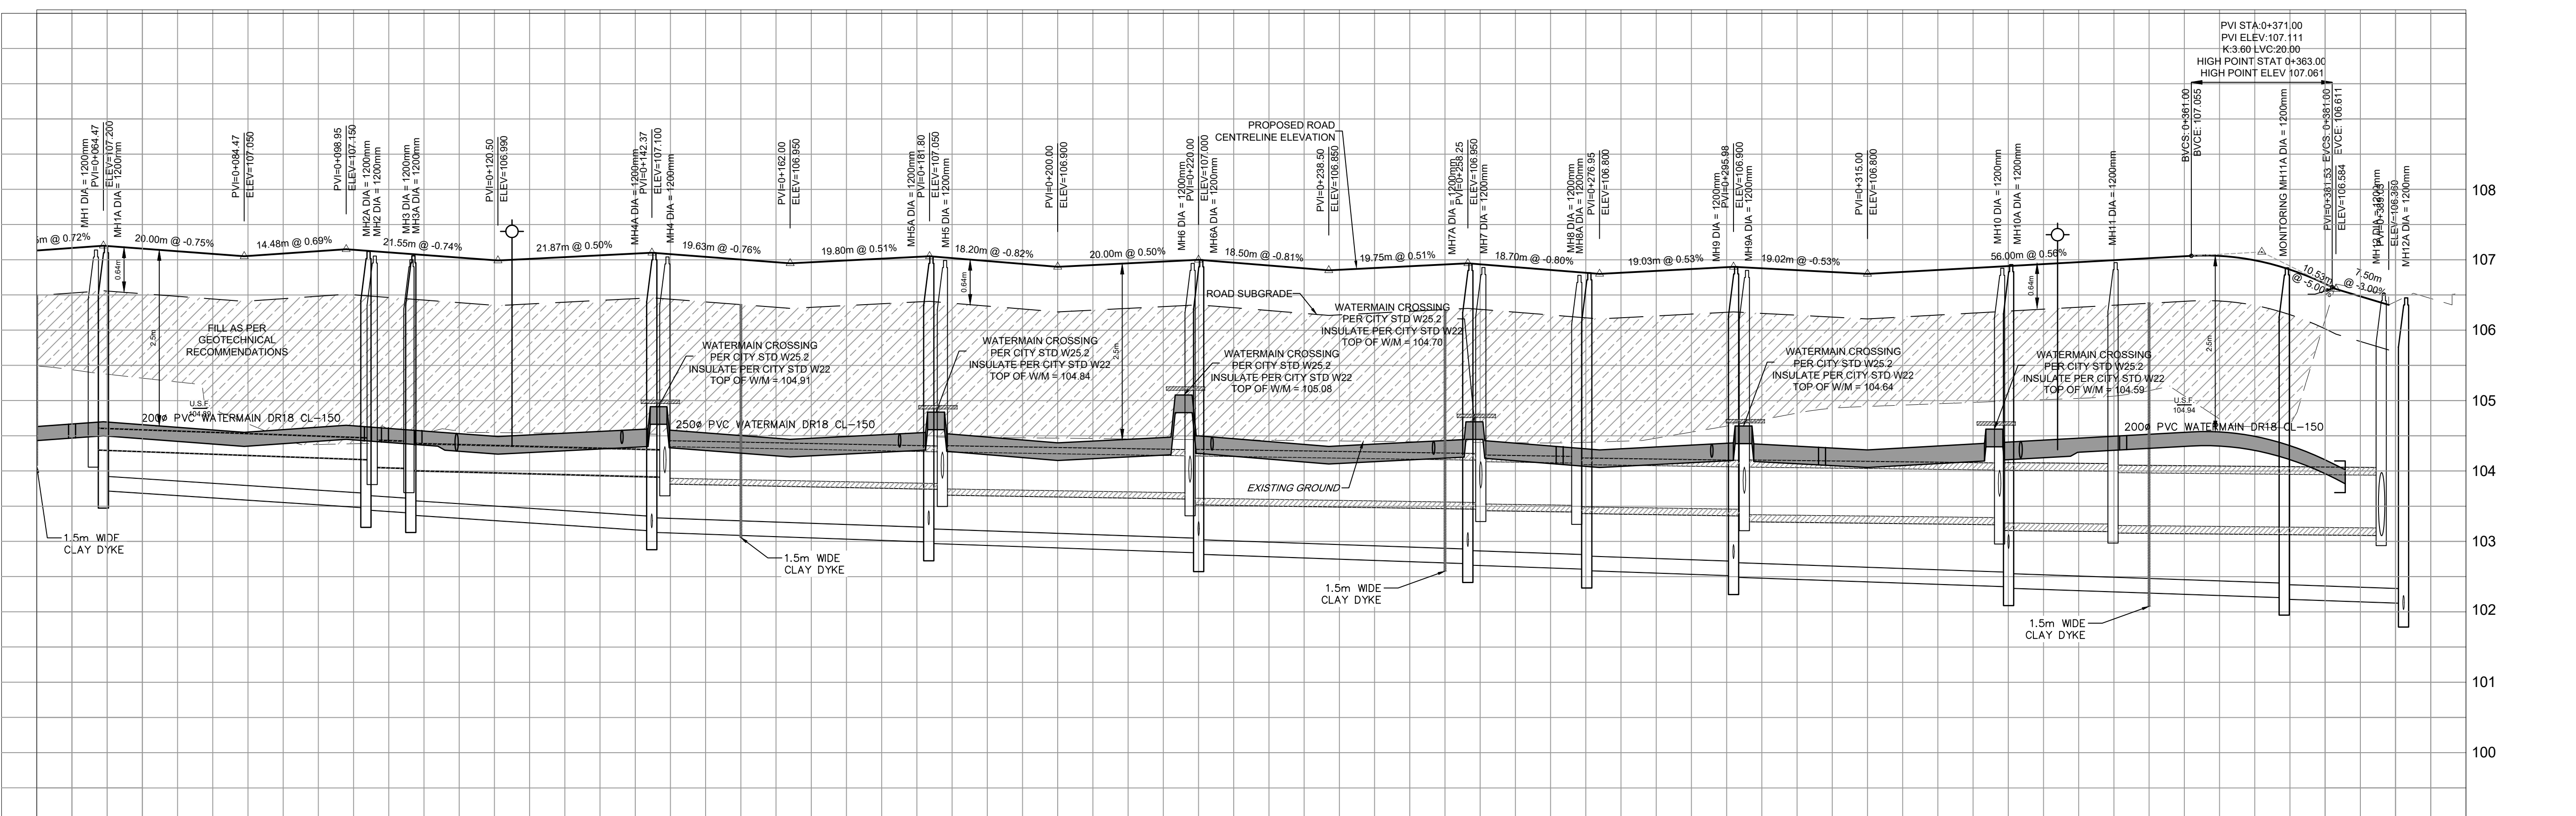 PVI STA:0+371.00
PVI ELEV:107.111
K:3.60 LVC:20.00
HIGH POINT STAT 0+363.00
HIGH POINT ELEV 107.061
BVCS: 0+361.00
BVCE: 107.055
EVCS: 0+381.00
EVCE: 106.611
MH1 DIA = 1200mm
PVI=0+064.47
ELEV=107.200
MH1A DIA = 1200mm
PVI=0+084.47
ELEV=107.050
PVI=0+098.95
ELEV=107.150
MH2A DIA = 1200mm
MH2 DIA = 1200mm
MH3 DIA = 1200mm
MH3A DIA = 1200mm
PVI=0+120.50
ELEV=106.990
MH4A DIA = 1200mm
PVI=0+142.37
ELEV=107.100
MH4 DIA = 1200mm
PVI=0+162.00
ELEV=106.950
MH5A DIA = 1200mm
PVI=0+181.80
ELEV=107.050
MH5 DIA = 1200mm
PVI=0+200.00
ELEV=106.900
MH6 DIA = 1200mm
PVI=0+220.00
ELEV=107.000
MH6A DIA = 1200mm
PROPOSED ROAD
CENTRELINE ELEVATION
PVI=0+238.50
ELEV=106.850
MH7A DIA = 1200mm
PVI=0+258.25
ELEV=106.950
MH7 DIA = 1200mm
MH8 DIA = 1200mm
MH8A DIA = 1200mm
PVI=0+276.95
ELEV=106.800
MH9 DIA = 1200mm
PVI=0+295.98
ELEV=106.900
MH9A DIA = 1200mm
PVI=0+315.00
ELEV=106.800
MH10 DIA = 1200mm
MH10A DIA = 1200mm
MH11 DIA = 1200mm
MONITORING MH11A DIA = 1200mm
PVI=0+381.53
ELEV=106.584
MH12 DIA = 1200mm
ELEV=106.360
MH12A DIA = 1200mm
5m @ 0.72%
20.00m @ -0.75%
14.48m @ 0.69%
21.55m @ -0.74%
21.87m @ 0.50%
19.63m @ -0.76%
19.80m @ 0.51%
18.20m @ -0.82%
20.00m @ 0.50%
18.50m @ -0.81%
19.75m @ 0.51%
18.70m @ -0.80%
19.03m @ 0.53%
19.02m @ -0.53%
56.00m @ 0.56%
10.53m
@ -5.00%
7.50m
@ -3.00%
0.64m
2.5m
0.64m
2.5m
0.64m
2.5m
FILL AS PER
GEOTECHNICAL
RECOMMENDATIONS
ROAD SUBGRADE
WATERMAIN CROSSING
PER CITY STD W25.2
INSULATE PER CITY STD W22
TOP OF W/M = 104.91
WATERMAIN CROSSING
PER CITY STD W25.2
INSULATE PER CITY STD W22
TOP OF W/M = 104.84
WATERMAIN CROSSING
PER CITY STD W25.2
INSULATE PER CITY STD W22
TOP OF W/M = 105.08
WATERMAIN CROSSING
PER CITY STD W25.2
INSULATE PER CITY STD W22
TOP OF W/M = 104.70
WATERMAIN CROSSING
PER CITY STD W25.2
INSULATE PER CITY STD W22
TOP OF W/M = 104.64
WATERMAIN CROSSING
PER CITY STD W25.2
INSULATE PER CITY STD W22
TOP OF W/M = 104.59
U.S.F.
200ø PVC WATERMAIN DR18 CL-150
250ø PVC WATERMAIN DR18 CL-150
U.S.F.
104.94
200ø PVC WATERMAIN DR18 CL-150
EXISTING GROUND
1.5m WIDE
CLAY DYKE
1.5m WIDE
CLAY DYKE
1.5m WIDE
CLAY DYKE
1.5m WIDE
CLAY DYKE
108
107
106
105
104
103
102
101
100